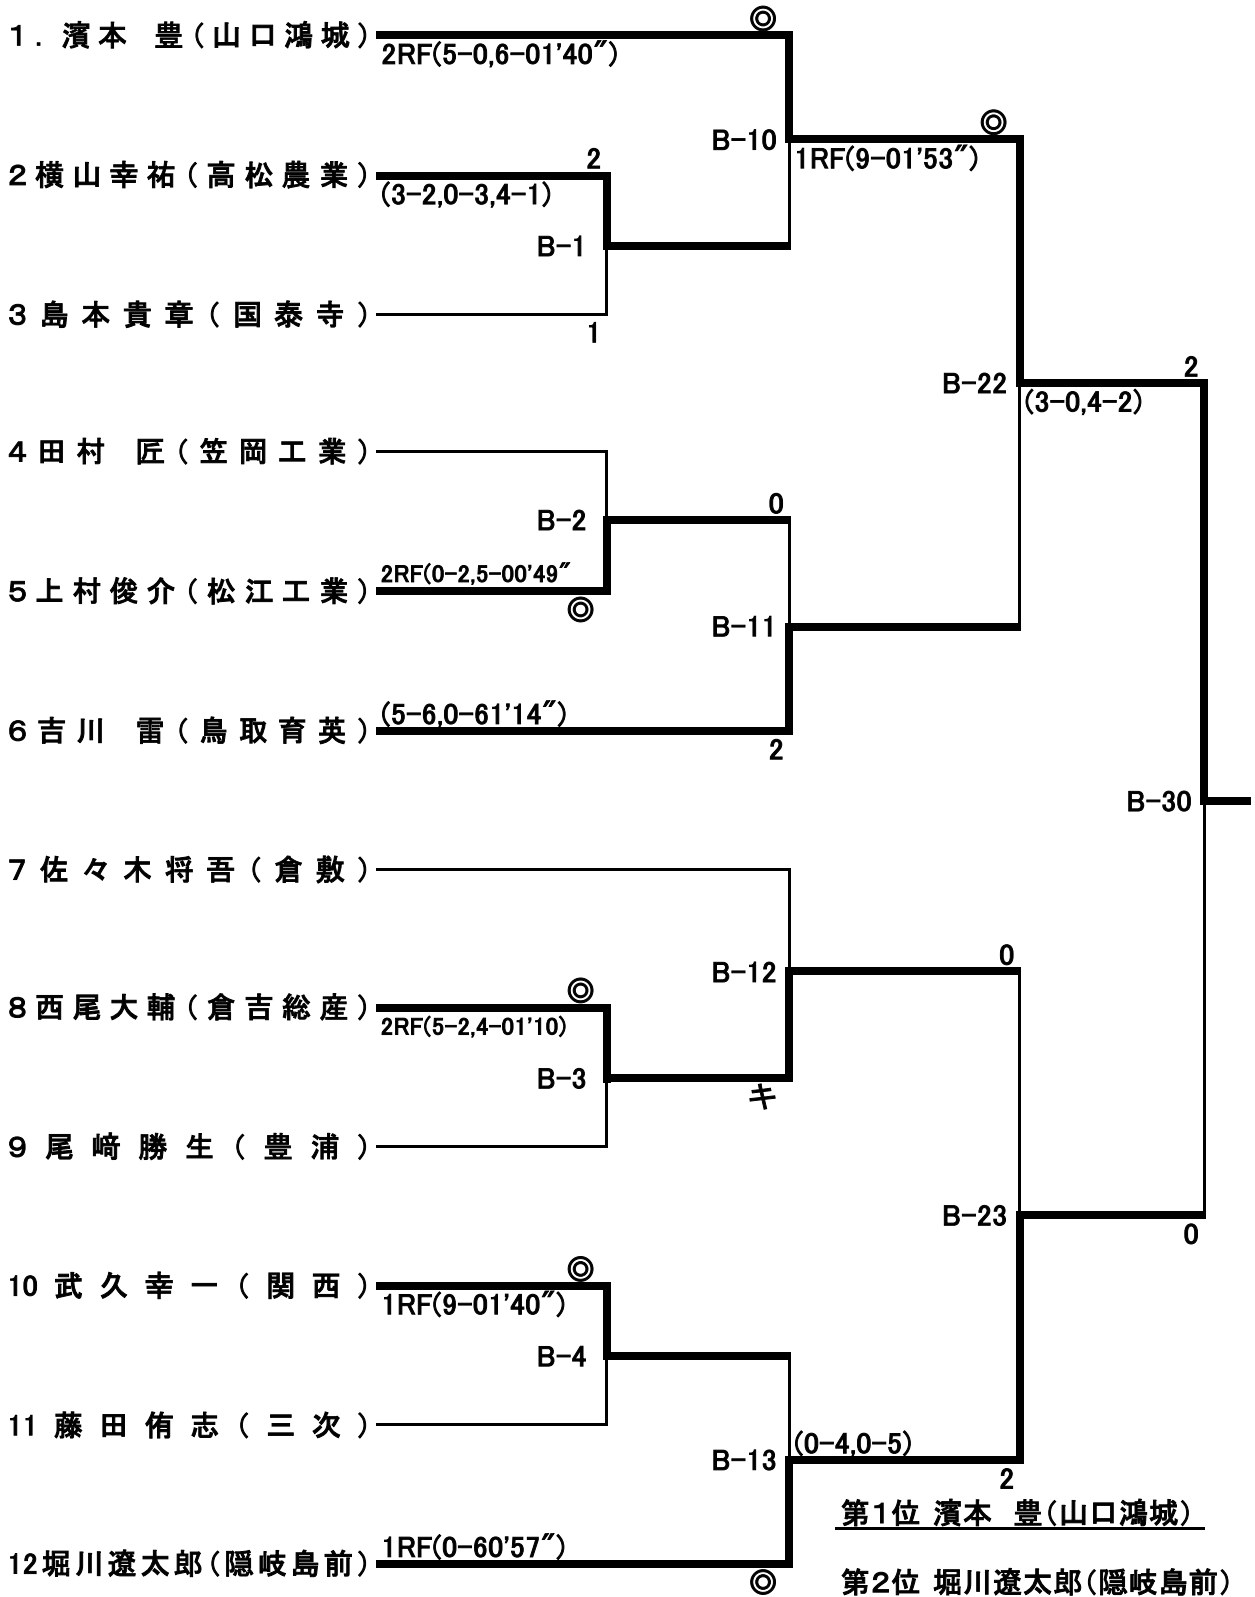 ◎
1. 濱本 豊(山口鴻城)
2RF(5-0,6-01'40″)
◎
B-10
1RF(9-01'53″)
2
2横山幸祐(高松農業)
(3-2,0-3,4-1)
B-1
3島本貴章(国泰寺)
1
2
B-22
(3-0,4-2)
4田村 匠(笠岡工業)
0
B-2
2RF(0-2,5-00'49″
5上村俊介(松江工業)
◎
B-11
(5-6,0-61'14″)
6吉川 雷(鳥取育英)
2
B-30
7佐々木将吾(倉敷)
0
B-12
◎
8西尾大輔(倉吉総産)
2RF(5-2,4-01'10)
B-3
キ
9尾﨑勝生(豊浦)
B-23
0
◎
10武久幸一(関西)
1RF(9-01'40″)
B-4
11藤田侑志(三次)
(0-4,0-5)
B-13
2
第1位 濱本 豊(山口鴻城)
1RF(0-60'57″)
12堀川遼太郎(隠岐島前)
◎
第2位 堀川遼太郎(隠岐島前)